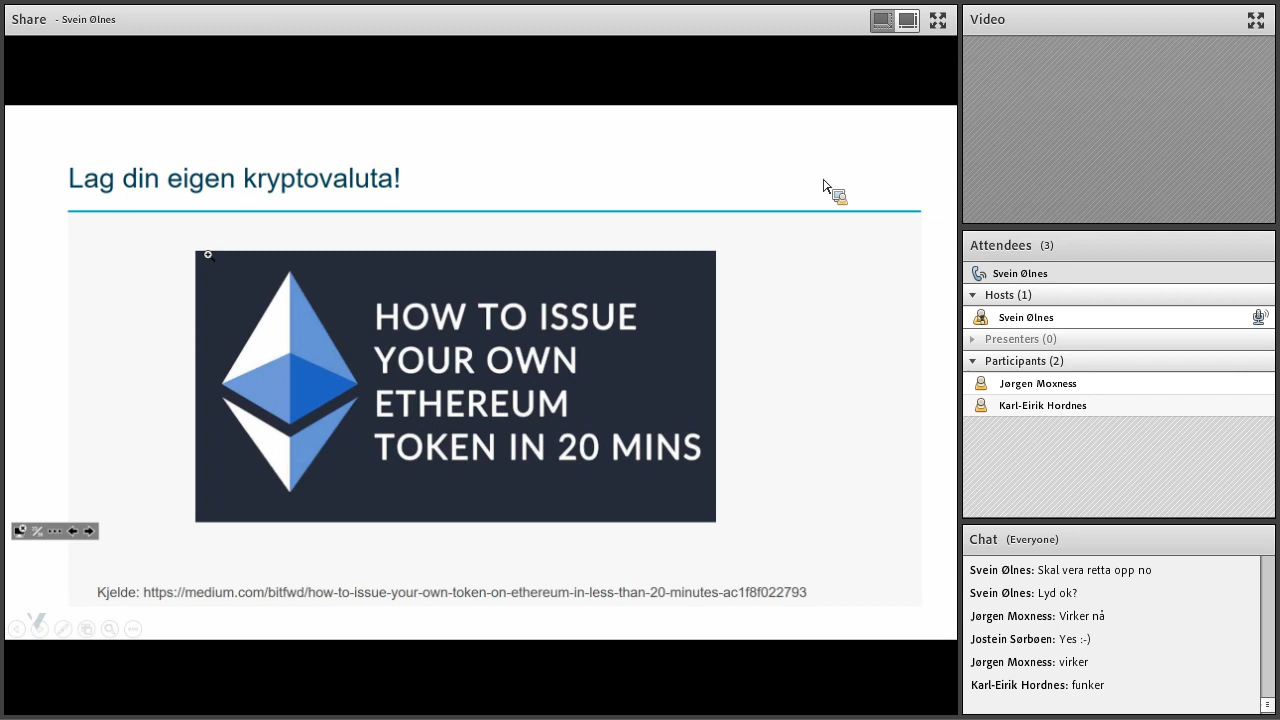 Share - Svein Ølnes
Lag din eigen kryptovaluta!
HOW TO ISSUE
YOUR OWN
ETHEREUM
TOKEN IN 20 MINS
Kjelde: https://medium.com/bitfwd/how-to-issue-your-own-token-on-ethereum-in-less-than-20-minutes-ac1f8f022793
Video
Attendees (3)
Svein Ølnes
Hosts (1)
Svein Ølnes
Presenters (0)
Participants (2)
Jørgen Moxness
Karl-Eirik Hordnes
Chat (Everyone)
Svein Ølnes: Skal vera retta opp no
Svein Ølnes: Lyd ok?
Jørgen Moxness: Virker nå
Jostein Sørbøen: Yes :-)
Jørgen Moxness: virker
Karl-Eirik Hordnes: funker